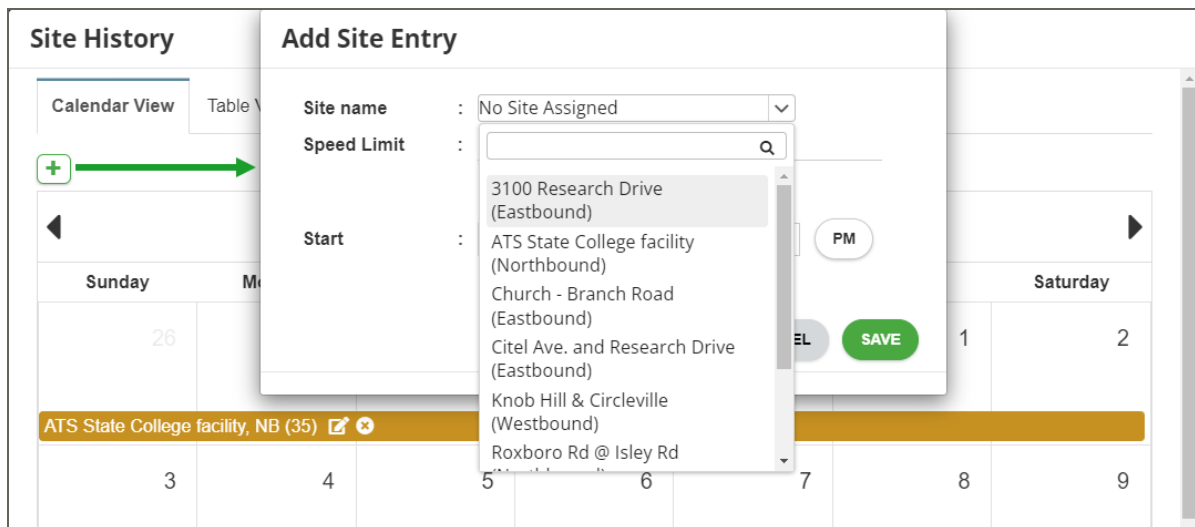 Site History
Add Site Entry
Calendar View
Table V
Site name : No Site Assigned
Speed Limit :
3100 Research Drive
(Eastbound)
ATS State College facility
(Northbound)
Church - Branch Road
(Eastbound)
Citel Ave. and Research Drive
(Eastbound)
Knob Hill & Circleville
(Westbound)
Roxboro Rd @ Isley Rd
Start :
PM
EL
SAVE
Sunday
Mo
Saturday
26
1
2
ATS State College facility, NB (35)
3
4
5
6
7
8
9